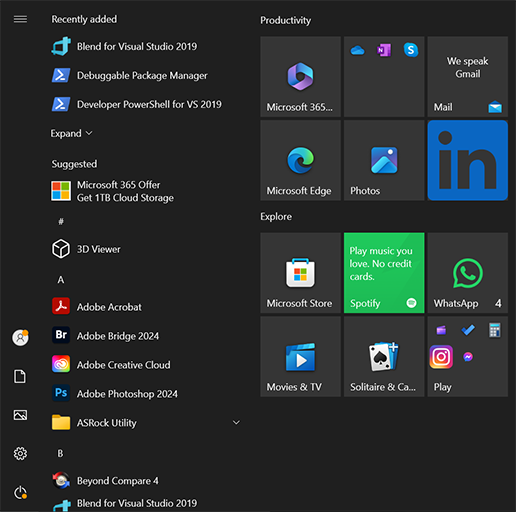 Recently added
Blend for Visual Studio 2019
Debuggable Package Manager
Developer PowerShell for VS 2019
Expand
Suggested
Microsoft 365 Offer
Get 1TB Cloud Storage
#
3D Viewer
A
Adobe Acrobat
Br
Adobe Bridge 2024
Adobe Creative Cloud
Ps
Adobe Photoshop 2024
ASRock Utility
B
Beyond Compare 4
Blend for Visual Studio 2019
Productivity
Microsoft 365...
N
S
We speak
Gmail
Mail
Microsoft Edge
Photos
in
Explore
Microsoft Store
Play music you
love. No credit
cards.
Spotify
WhatsApp 4
Movies & TV
Solitaire & Ca...
Play